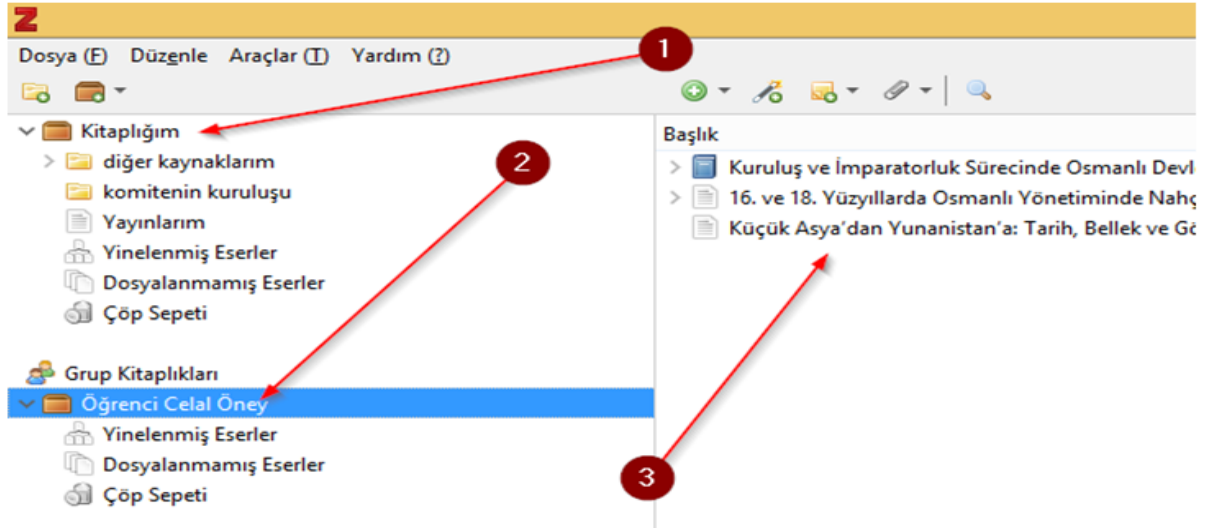 Z
Dosya (F) Düzenle Araçlar (T) Yardım (?)
1
Kitaplığım
diğer kaynaklarım
komitenin kuruluşu
Yayınlarım
Yinelenmiş Eserler
Dosyalanmamış Eserler
Çöp Sepeti
2
Grup Kitaplıkları
Öğrenci Celal Öney
Yinelenmiş Eserler
Dosyalanmamış Eserler
Çöp Sepeti
Başlık
Kuruluş ve İmparatorluk Sürecinde Osmanlı Devl
16. ve 18. Yüzyıllarda Osmanlı Yönetiminde Nahç
Küçük Asya'dan Yunanistan'a: Tarih, Bellek ve Gö
3